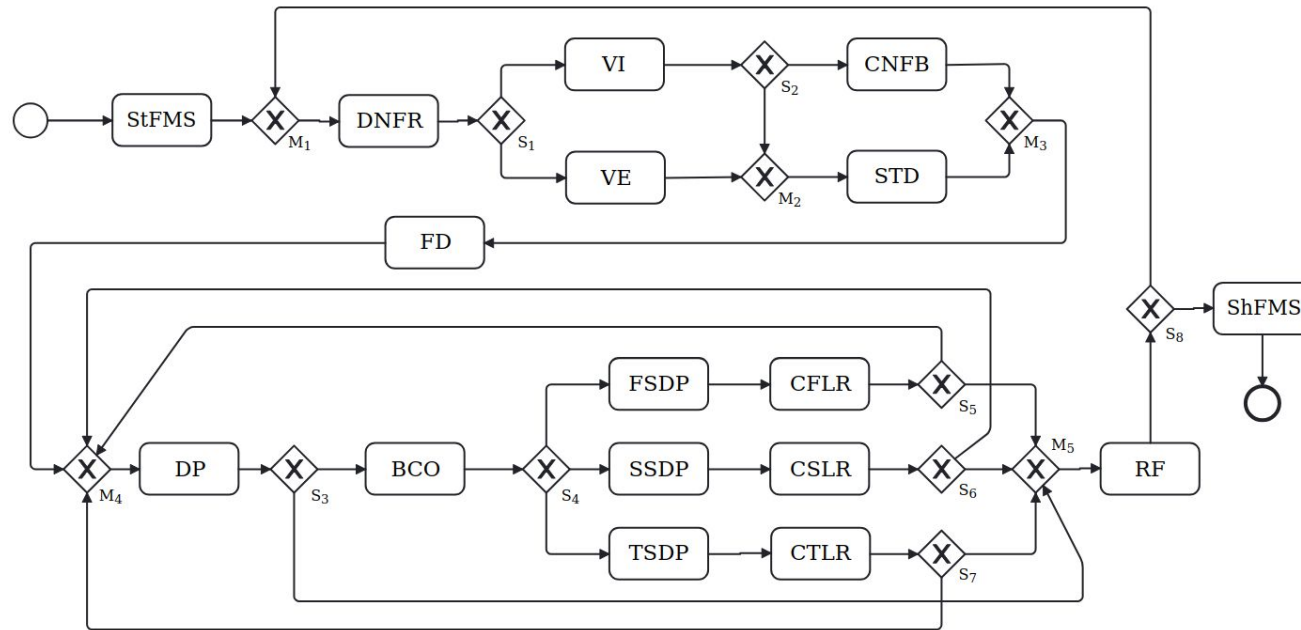 StFMS
M1
DNFR
S1
VI
S2
CNFB
VE
M2
STD
M3
FD
S8
ShFMS
FSDP
CFLR
S5
M4
DP
S3
BCO
S4
SSDP
CSLR
S6
M5
RF
TSDP
CTLR
S7